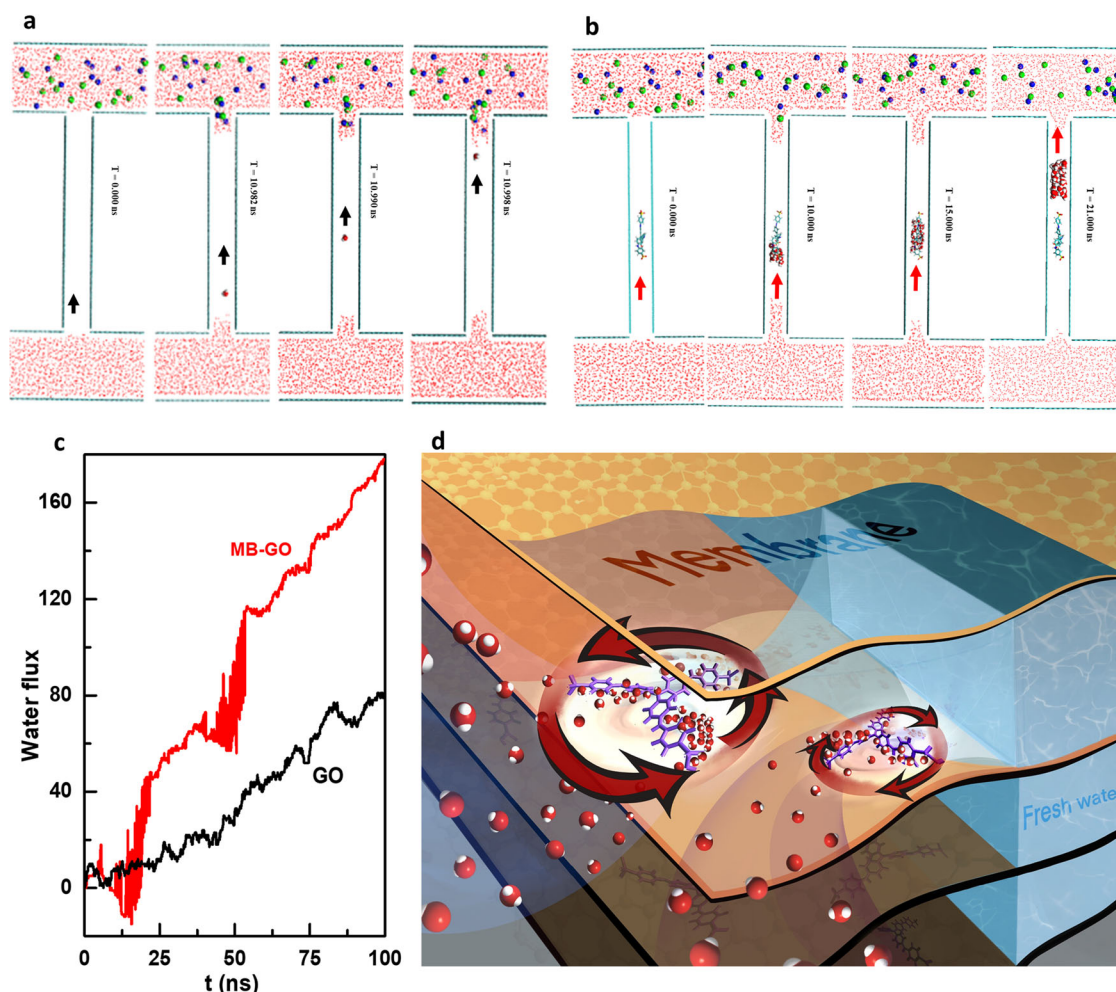 a
T = 0.000 ns
T = 10.982 ns
T = 10.990 ns
T = 10.998 ns
b
T = 0.000 ns
T = 10.000 ns
T = 15.000 ns
T = 21.000 ns
c
160
120
80
40
0
Water flux
MB-GO
GO
0
25
50
75
100
t (ns)
d
Membrane
Fresh water